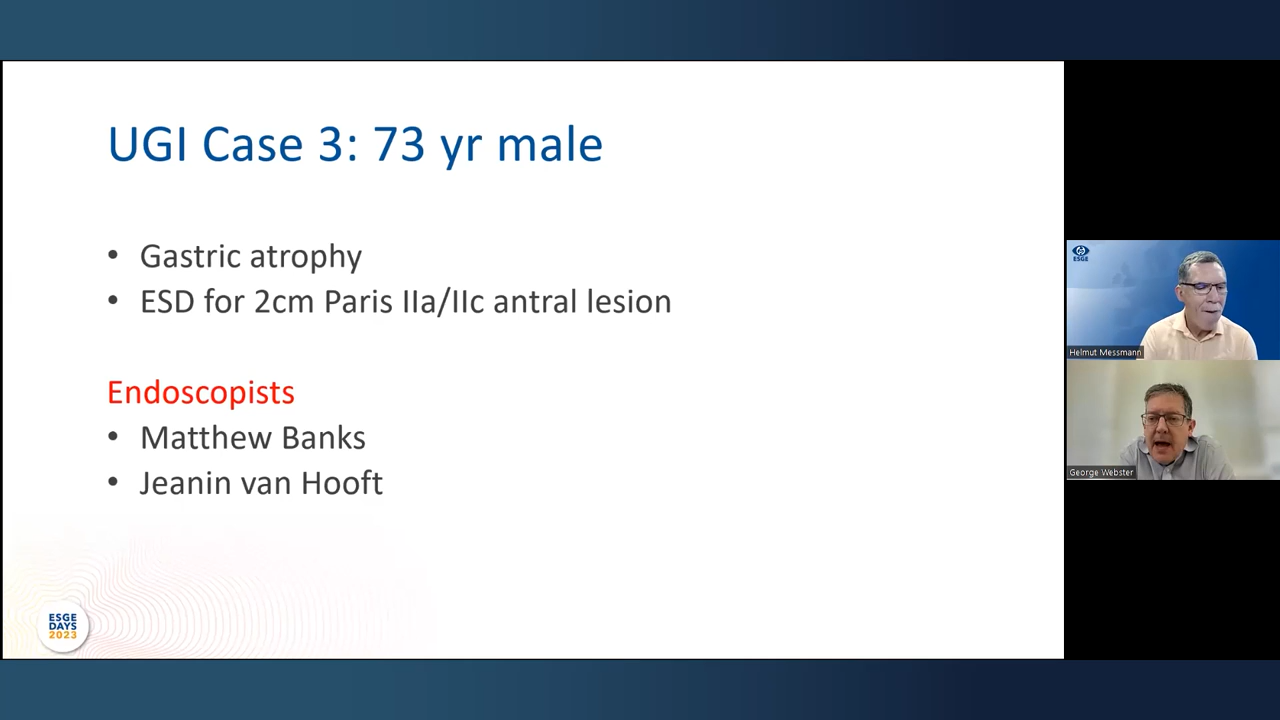 UGI Case 3: 73 yr male
• Gastric atrophy
• ESD for 2cm Paris IIa/IIc antral lesion
Endoscopists
• Matthew Banks
• Jeanin van Hooft
ESGE
DAYS
2023
ESGE
Helmut Messmann
George Webster